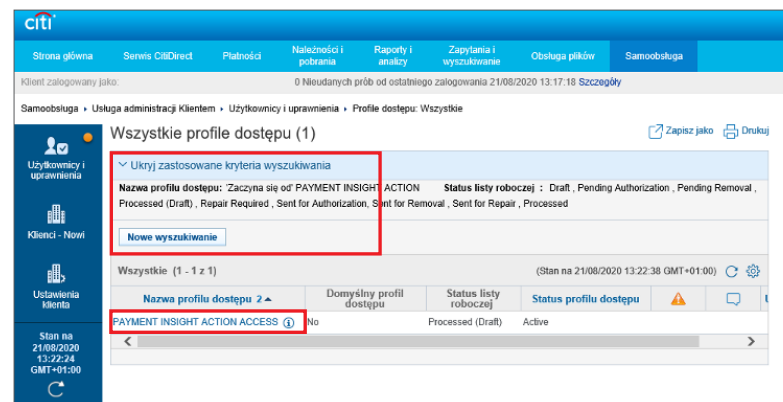 citi
Strona główna
Serwis CitiDirect
Płatności
Należności i pobrania
Raporty i analizy
Zapytania i wyszukiwanie
Obsługa plików
Samoobsługa
Klient zalogowany jako:
0 Nieudanych prób od ostatniego zalogowania 21/08/2020 13:17:18 Szczegóły
Samoobsługa ▸ Usługa administracji Klientem ▸ Użytkownicy i uprawnienia ▸ Profile dostępu: Wszystkie
Użytkownicy i uprawnienia
Klienci - Nowi
Ustawienia klienta
Stan na
21/08/2020
13:22:24
GMT+01:00
Wszystkie profile dostępu (1)
Zapisz jako
Drukuj
Ukryj zastosowane kryteria wyszukiwania
Nazwa profilu dostępu: 'Zaczyna się od' PAYMENT INSIGHT ACTION Status listy roboczej : Draft , Pending Authorization , Pending Removal ,
Processed (Draft) , Repair Required , Sent for Authorization, Sent for Removal , Sent for Repair , Processed
Nowe wyszukiwanie
Wszystkie (1 - 1 z 1)
(Stan na 21/08/2020 13:22:38 GMT+01:00)
Nazwa profilu dostępu 2
Domyślny profil dostępu
Status listy roboczej
Status profilu dostępu
PAYMENT INSIGHT ACTION ACCESS
No
Processed (Draft)
Active